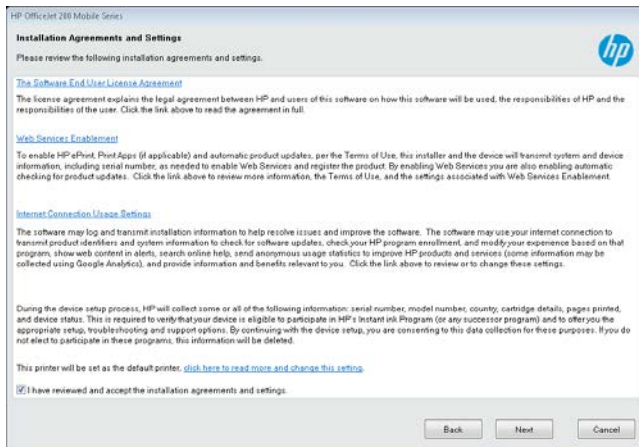 HP OfficeJet 200 Mobile Series
Installation Agreements and Settings
Please review the following installation agreements and settings.
hp
The Software End User License Agreement
The license agreement explains the legal agreement between HP and users of this software on how this software will be used, the responsibilities of HP and the
responsibilities of the user. Click the link above to read the agreement in full.
Web Services Enablement
To enable HP ePrint, Print Apps (if applicable) and automatic product updates, per the Terms of Use, this installer and the device will transmit system and device
information, including serial number, as needed to enable Web Services and register the product. By enabling Web Services you are also enabling automatic
checking for product updates. Click the link above to review more information, the Terms of Use, and the settings associated with Web Services Enablement.
Internet Connection Usage Settings
The software may log and transmit installation information to help resolve issues and improve the software. The software may use your internet connection to
transmit product identifiers and system information to check for software updates, check your HP program enrollment, and modify your experience based on that
program, show web content in alerts, search online help, send anonymous usage statistics to improve HP products and services (some information may be
collected using Google Analytics), and provide information and benefits relevant to you. Click the link above to review or to change these settings.
During the device setup process, HP will collect some or all of the following information: serial number, model number, country, cartridge details, pages printed,
and device status. This is required to verify that your device is eligible to participate in HP's Instant ink Program (or any successor program) and to offer you the
appropriate setup, troubleshooting and support options. By continuing with the device setup, you are consenting to this data collection for these purposes. If you do
not elect to participate in these programs, this information will be deleted.
This printer will be set as the default printer, click here to read more and change this setting.
I have reviewed and accept the installation agreements and settings.
Back Next Cancel